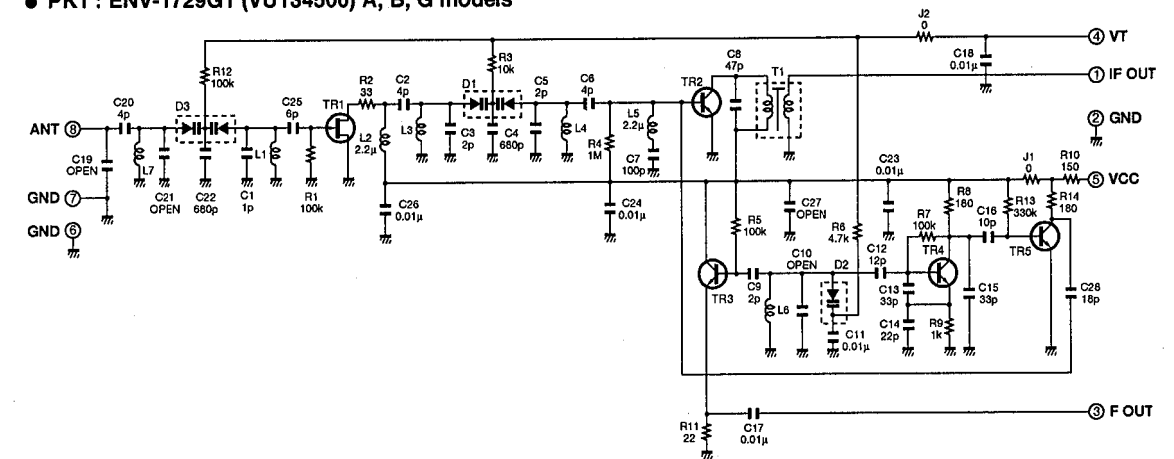 ● PK1 : ENV-1729G1 (VU134500) A, B, G models
J2
0
④ VT
C18
0.01µ
① IF OUT
② GND
R12
100k
R3
10k
C8
47p
T1
TR2
C20
4p
D3
C25
6p
TR1
R2
33
C2
4p
D1
C5
2p
C6
4p
ANT ⑧
C19
OPEN
L7
C21
OPEN
C22
680p
C1
1p
L1
R1
100k
L2
2.2µ
L3
C3
2p
C4
680p
L4
R4
1M
L5
2.2µ
C7
100p
GND ⑦
GND ⑥
C26
0.01µ
C24
0.01µ
C23
0.01µ
J1
0
R10
150
⑤ VCC
R5
100k
C27
OPEN
R6
4.7k
R8
180
R13
330k
R14
180
R7
100k
C16
10p
TR3
C9
2p
C10
OPEN
D2
C12
12p
TR4
TR5
L6
C11
0.01µ
C13
33p
C14
22p
R9
1k
C15
33p
C28
18p
R11
22
C17
0.01µ
③ F OUT